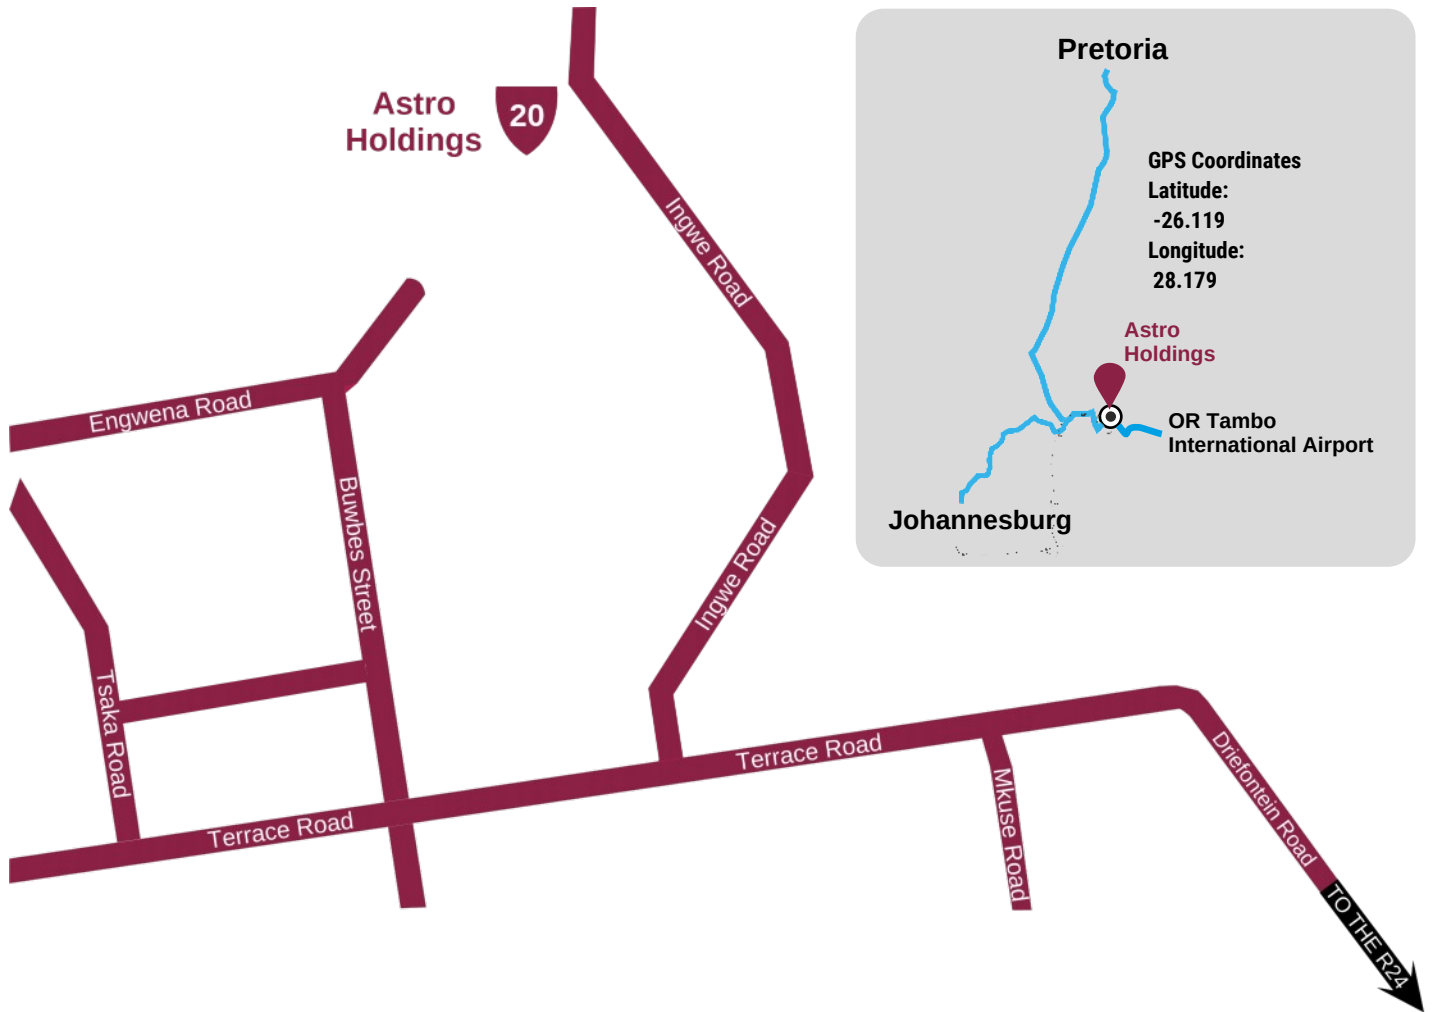 Astro
Holdings
20
Ingwe Road
Engwena Road
Buwbes Street
Ingwe Road
Tsaka Road
Terrace Road
Terrace Road
Mkuse Road
Driefontein Road
TO THE R24
Pretoria
GPS Coordinates
Latitude:
-26.119
Longitude:
28.179
Astro
Holdings
OR Tambo
International Airport
Johannesburg